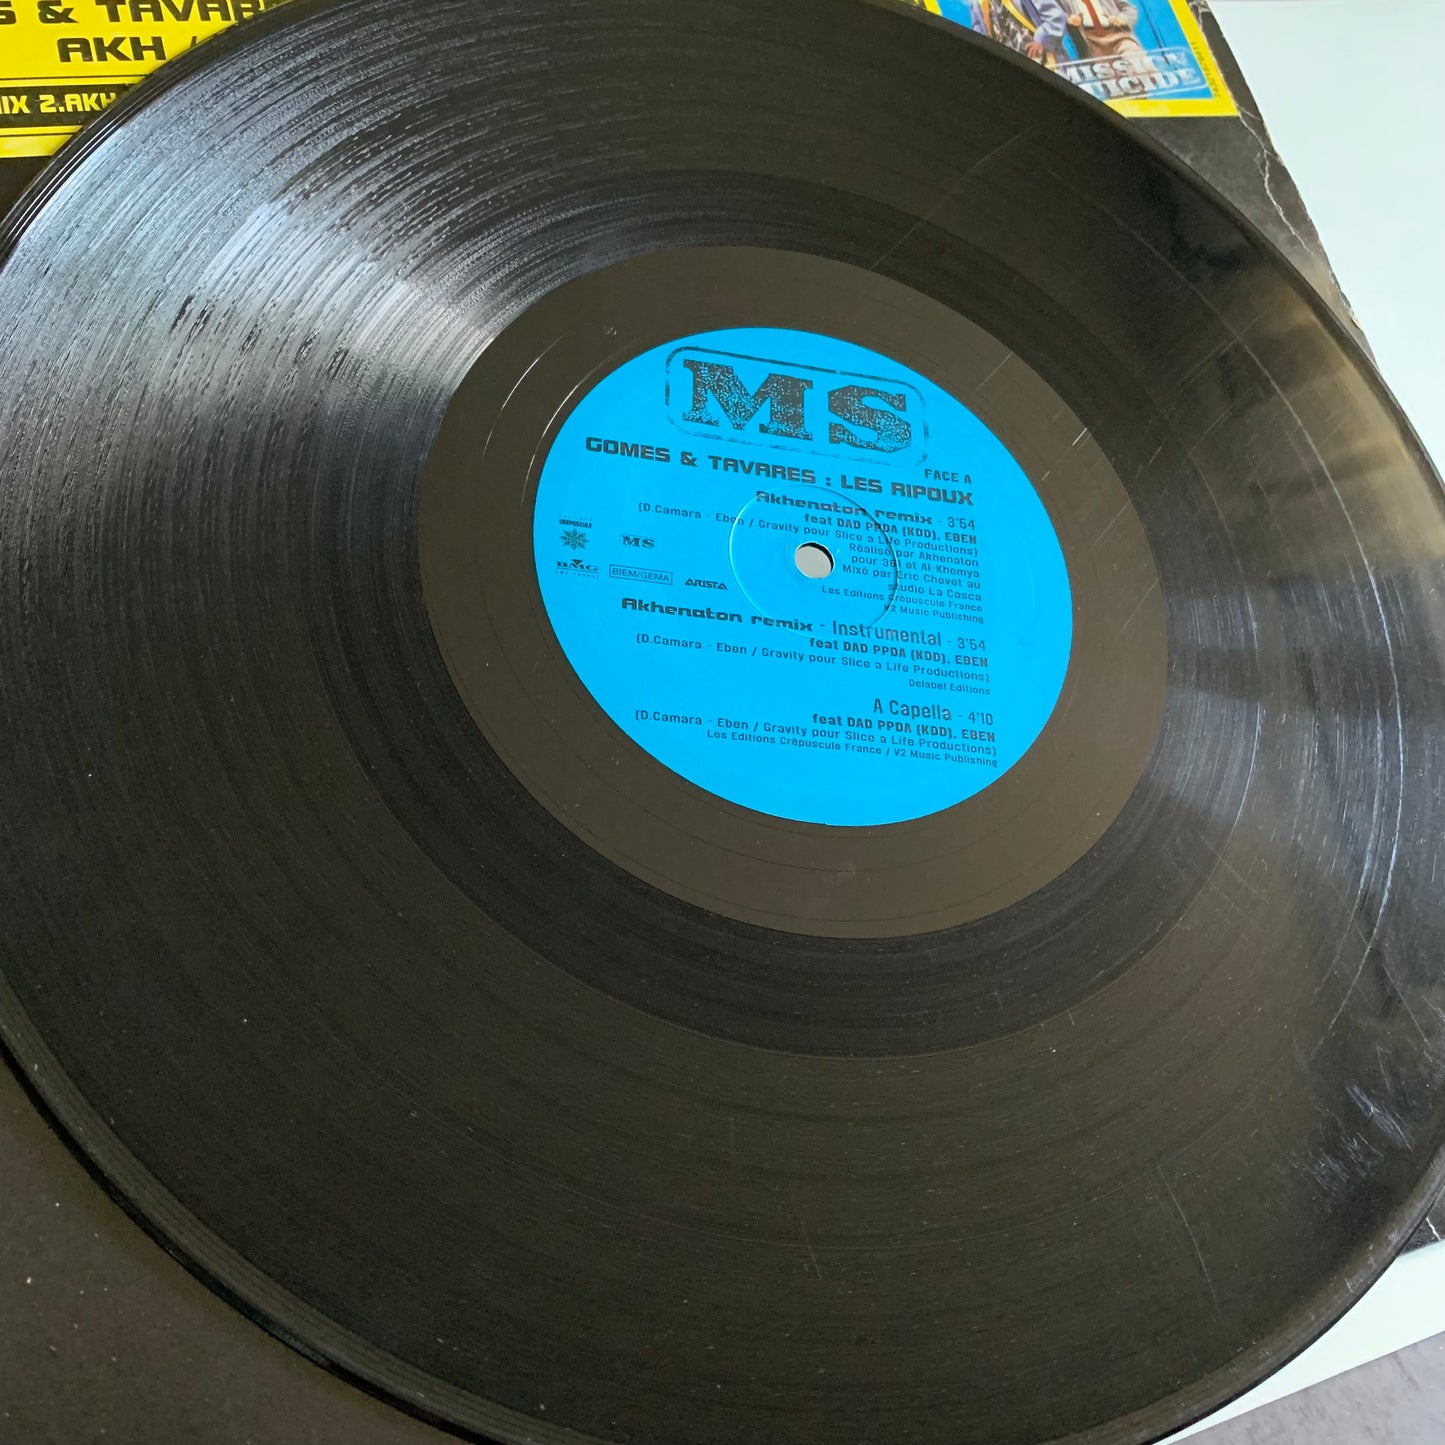 S & TAVAR
AKH /
IX 2.AKH
MISSION
UICIDE
MS
FACE A
GOMES & TAVARES : LES RIPOUX
Akhenaton remix - 3'54
feat DAD PPDA (KDD), EBEN
(D.Camara - Eben / Gravity pour Slice a Life Productions)
Réalisé par Akhenaton
pour 361 et Al-Khemya
Mixé par Eric Chevet au
studio La Cosca
Les Editions Crépuscule France
V2 Music Publishing
CRÉPUSCULE
MS
BMG
BMG FRANCE
BIEM/GEMA
ARISTA
Akhenaton remix - Instrumental - 3'54
feat DAD PPDA (KDD), EBEN
(D.Camara - Eben / Gravity pour Slice a Life Productions)
Delabel Editions
A Capella - 4'10
feat DAD PPDA (KDD), EBEN
(D.Camara - Eben / Gravity pour Slice a Life Productions)
Les Editions Crépuscule France / V2 Music Publishing